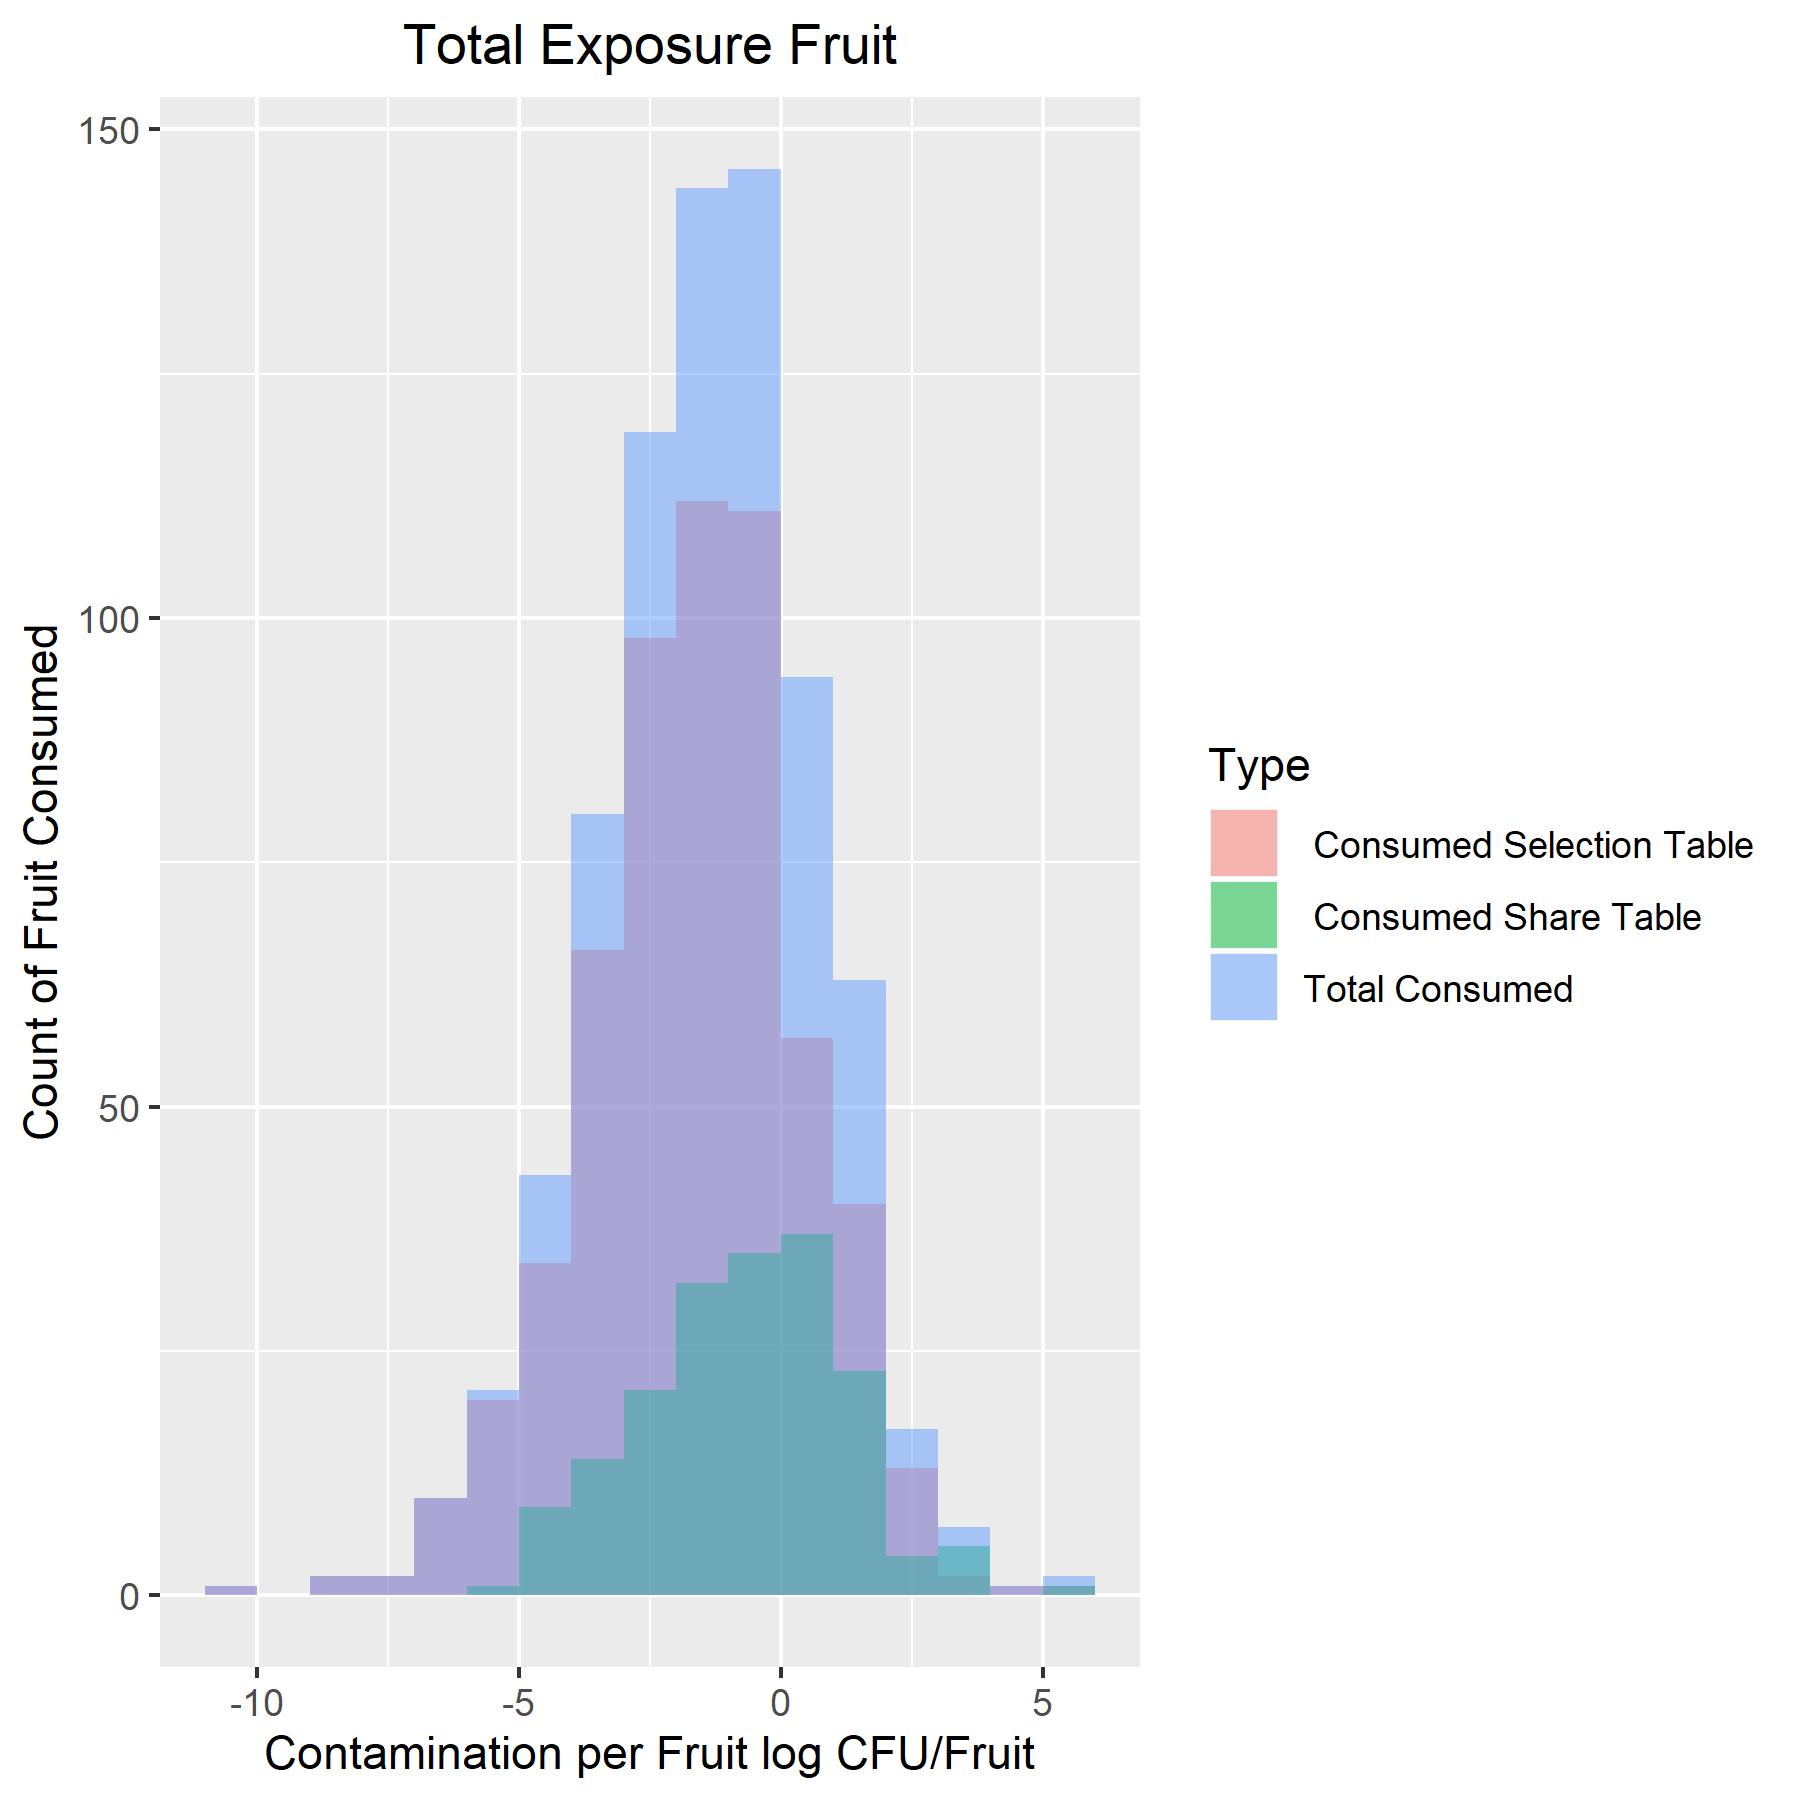 Total Exposure Fruit
150
100
50
0
Count of Fruit Consumed
-10
-5
0
5
Contamination per Fruit log CFU/Fruit
Type
Consumed Selection Table
Consumed Share Table
Total Consumed